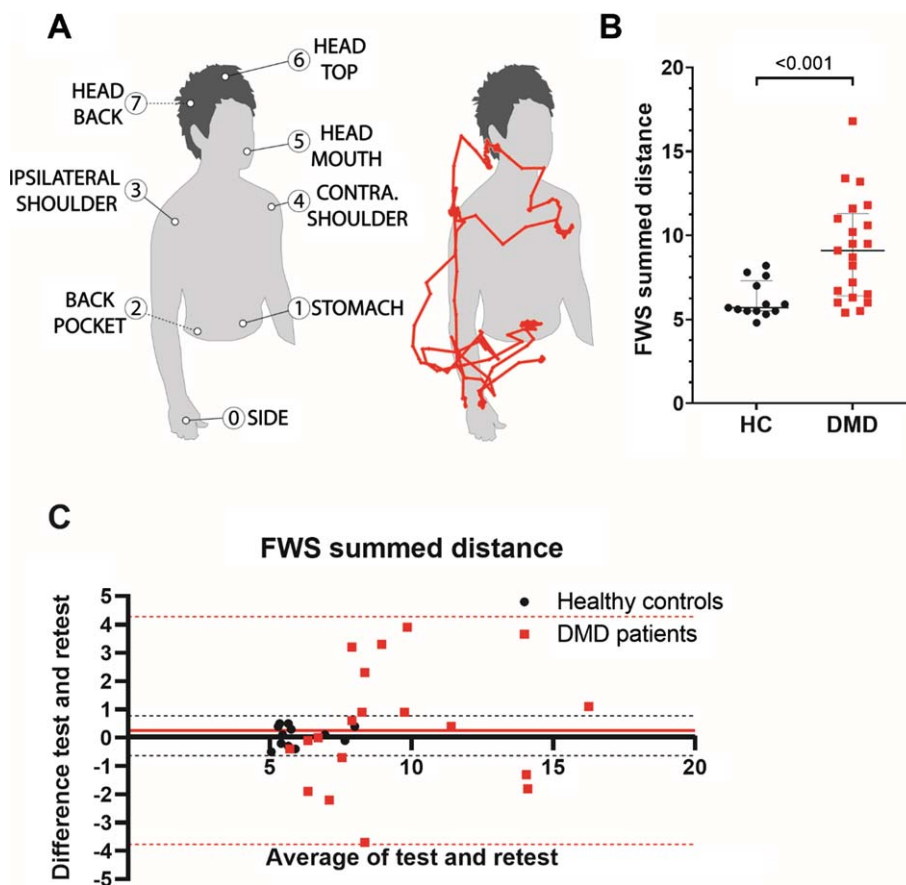 A
6 HEAD
TOP
HEAD 7
BACK
5 HEAD
MOUTH
IPSILATERAL 3
SHOULDER
4 CONTRA.
SHOULDER
BACK 2
POCKET
1 STOMACH
0 SIDE
B
<0.001
FWS summed distance
20
15
10
5
0
HC DMD
C
FWS summed distance
Healthy controls
DMD patients
Difference test and retest
5
4
3
2
1
0
-1
-2
-3
-4
-5
5 10 15 20
Average of test and retest